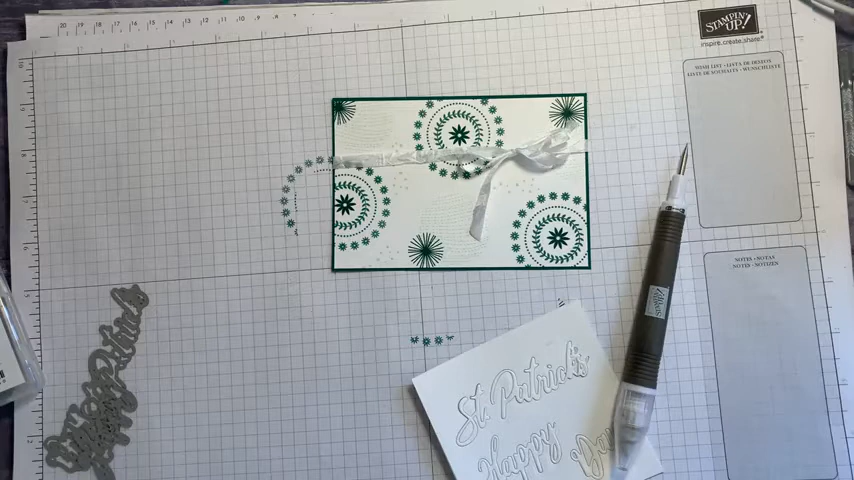 STAMPIN' UP!
inspire.create.share.
WISH LIST • LISTA DE DESEOS
LISTE DE SOUHAITS • WUNSCHLISTE
NOTES • NOTAS
NOTES • NOTIZEN
St. Patrick's
Happy Day